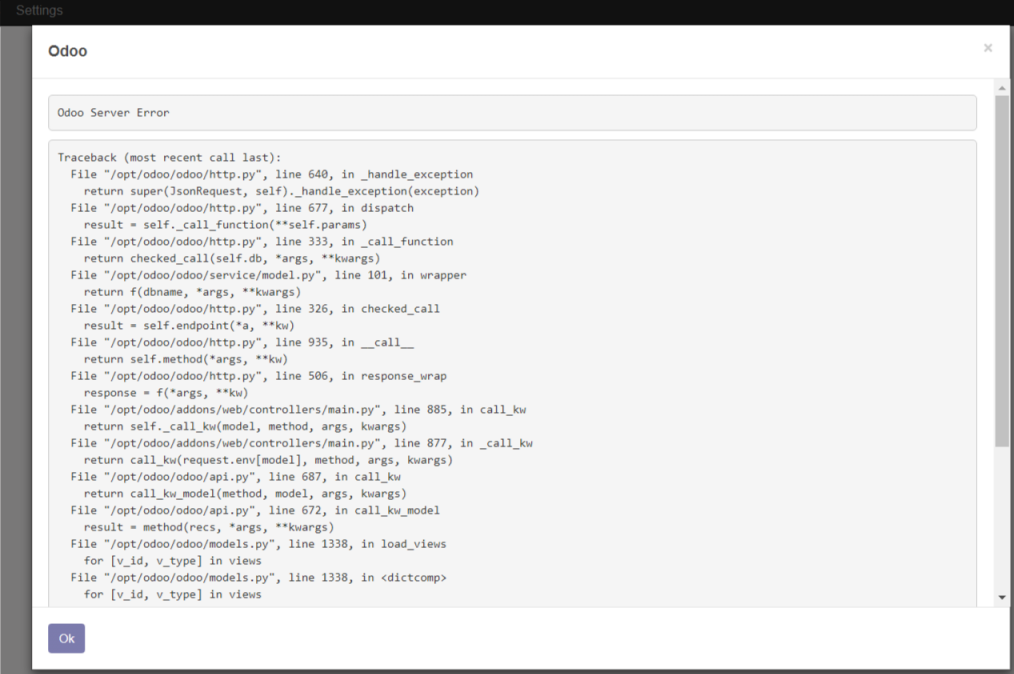 Settings
Odoo
×
Odoo Server Error
Traceback (most recent call last):
  File "/opt/odoo/odoo/http.py", line 640, in _handle_exception
    return super(JsonRequest, self)._handle_exception(exception)
  File "/opt/odoo/odoo/http.py", line 677, in dispatch
    result = self._call_function(**self.params)
  File "/opt/odoo/odoo/http.py", line 333, in _call_function
    return checked_call(self.db, *args, **kwargs)
  File "/opt/odoo/odoo/service/model.py", line 101, in wrapper
    return f(dbname, *args, **kwargs)
  File "/opt/odoo/odoo/http.py", line 326, in checked_call
    result = self.endpoint(*a, **kw)
  File "/opt/odoo/odoo/http.py", line 935, in __call__
    return self.method(*args, **kw)
  File "/opt/odoo/odoo/http.py", line 506, in response_wrap
    response = f(*args, **kw)
  File "/opt/odoo/addons/web/controllers/main.py", line 885, in call_kw
    return self._call_kw(model, method, args, kwargs)
  File "/opt/odoo/addons/web/controllers/main.py", line 877, in _call_kw
    return call_kw(request.env[model], method, args, kwargs)
  File "/opt/odoo/odoo/api.py", line 687, in call_kw
    return call_kw_model(method, model, args, kwargs)
  File "/opt/odoo/odoo/api.py", line 672, in call_kw_model
    result = method(recs, *args, **kwargs)
  File "/opt/odoo/odoo/models.py", line 1338, in load_views
    for [v_id, v_type] in views
  File "/opt/odoo/odoo/models.py", line 1338, in <dictcomp>
    for [v_id, v_type] in views
Ok